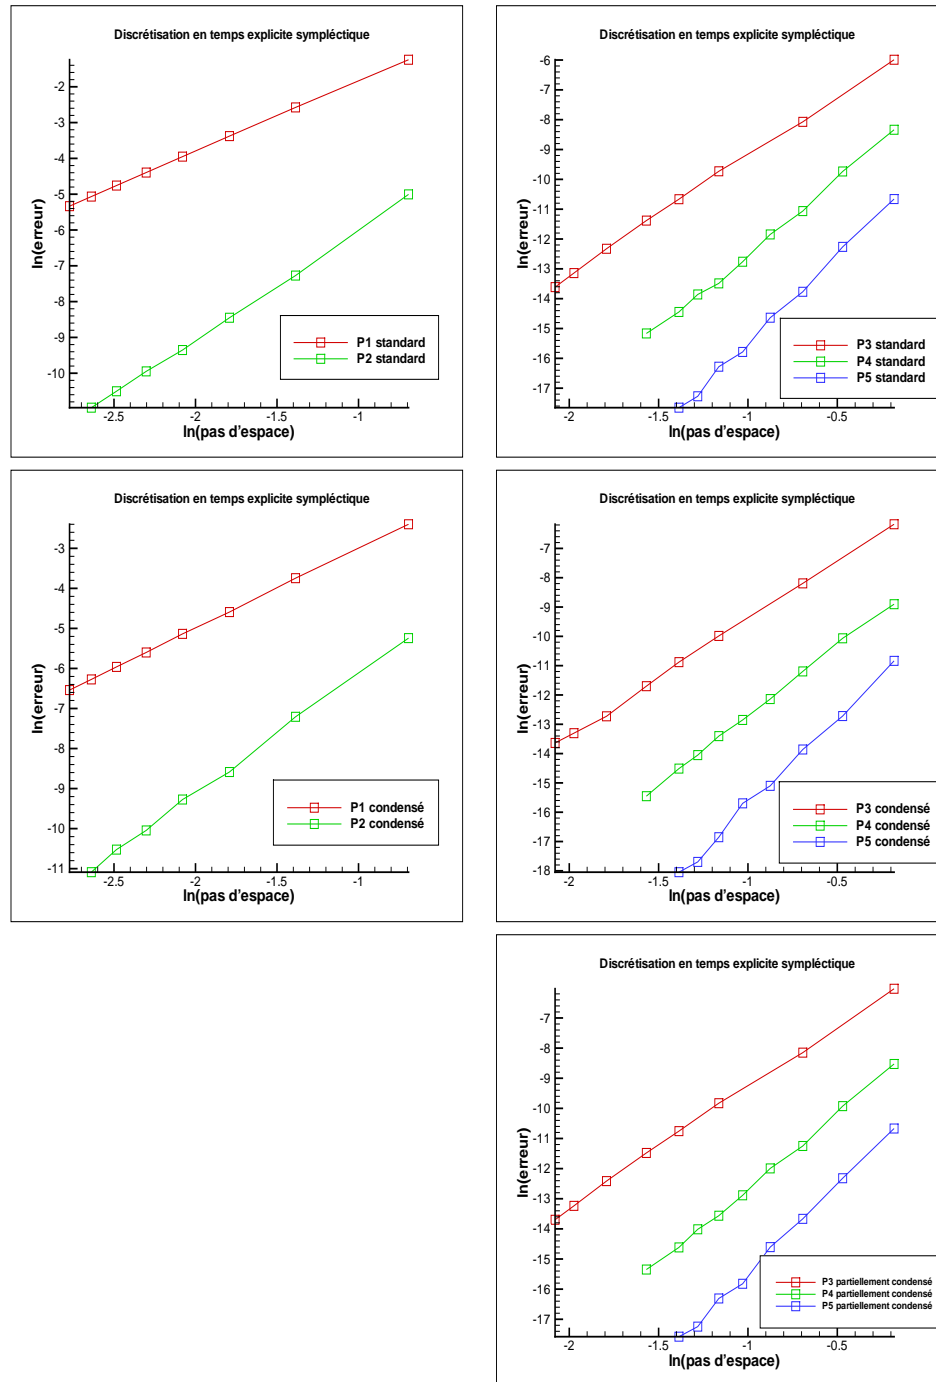 Discrétisation en temps explicite sympléctique
-2
-3
-4
-5
-6
-7
-8
-9
-10
ln(erreur)
P1 standard
P2 standard
-2.5 -2 -1.5 -1
ln(pas d'espace)
Discrétisation en temps explicite sympléctique
-6
-7
-8
-9
-10
-11
-12
-13
-14
-15
-16
-17
ln(erreur)
P3 standard
P4 standard
P5 standard
-2 -1.5 -1 -0.5
ln(pas d'espace)
Discrétisation en temps explicite sympléctique
-3
-4
-5
-6
-7
-8
-9
-10
-11
ln(erreur)
P1 condensé
P2 condensé
-2.5 -2 -1.5 -1
ln(pas d'espace)
Discrétisation en temps explicite sympléctique
-7
-8
-9
-10
-11
-12
-13
-14
-15
-16
-17
-18
ln(erreur)
P3 condensé
P4 condensé
P5 condensé
-2 -1.5 -1 -0.5
ln(pas d'espace)
Discrétisation en temps explicite sympléctique
-7
-8
-9
-10
-11
-12
-13
-14
-15
-16
-17
ln(erreur)
P3 partiellement condensé
P4 partiellement condensé
P5 partiellement condensé
-2 -1.5 -1 -0.5
ln(pas d'espace)